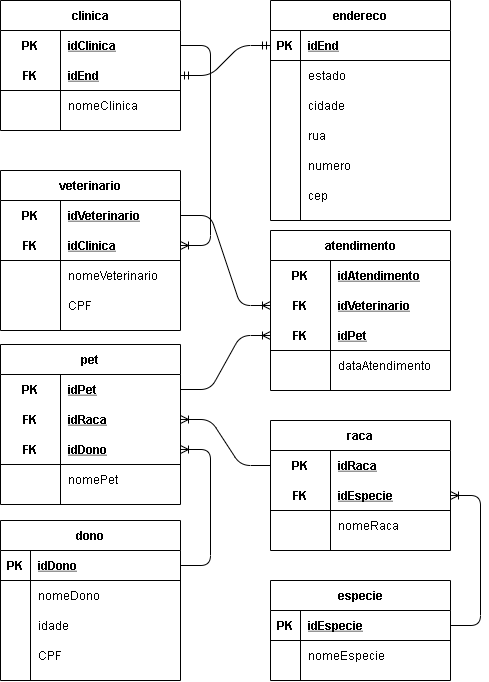 clinica
PK idClinica
FK idEnd
nomeClinica
endereco
PK idEnd
estado
cidade
rua
numero
cep
veterinario
PK idVeterinario
FK idClinica
nomeVeterinario
CPF
atendimento
PK idAtendimento
FK idVeterinario
FK idPet
dataAtendimento
pet
PK idPet
FK idRaca
FK idDono
nomePet
raca
PK idRaca
FK idEspecie
nomeRaca
dono
PK idDono
nomeDono
idade
CPF
especie
PK idEspecie
nomeEspecie